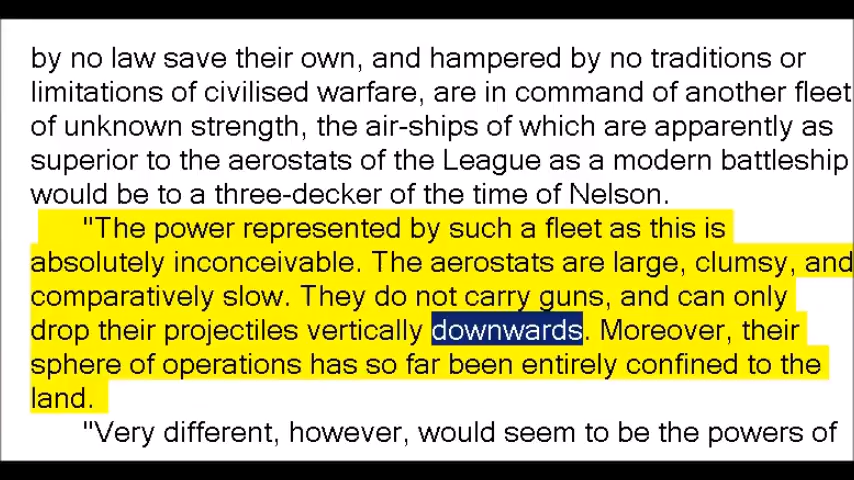 by no law save their own, and hampered by no traditions or
limitations of civilised warfare, are in command of another fleet
of unknown strength, the air-ships of which are apparently as
superior to the aerostats of the League as a modern battleship
would be to a three-decker of the time of Nelson.
"The power represented by such a fleet as this is
absolutely inconceivable. The aerostats are large, clumsy, and
comparatively slow. They do not carry guns, and can only
drop their projectiles vertically downwards. Moreover, their
sphere of operations has so far been entirely confined to the
land.
"Very different, however, would seem to be the powers of